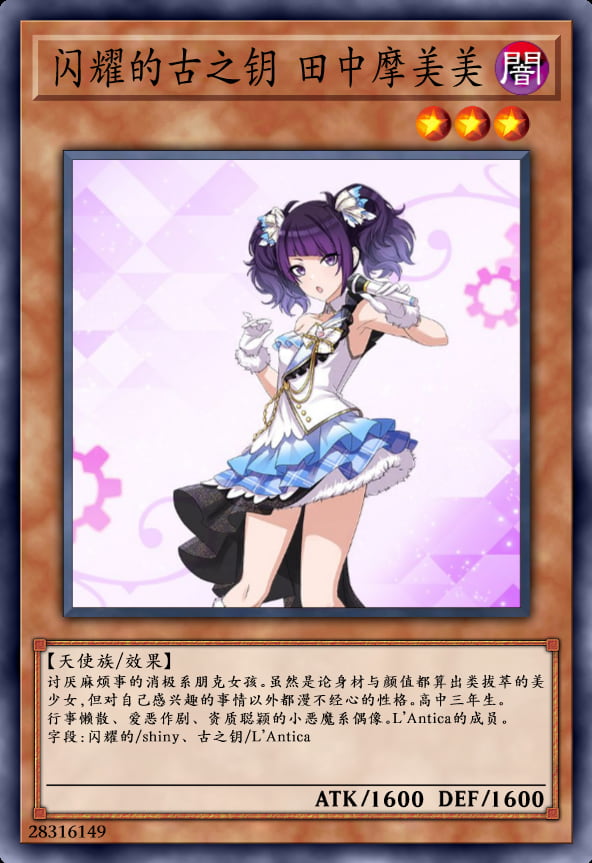 闪耀的古之钥 田中摩美美
闇
【天使族/效果】
讨厌麻烦事的消极系朋克女孩。虽然是论身材与颜值都算出类拔萃的美
少女,但对自己感兴趣的事情以外都漫不经心的性格。高中三年生。
行事懒散、爱恶作剧、资质聪颖的小恶魔系偶像。L'Antica的成员。
字段:闪耀的/shiny、古之钥/L'Antica
ATK/1600 DEF/1600
28316149